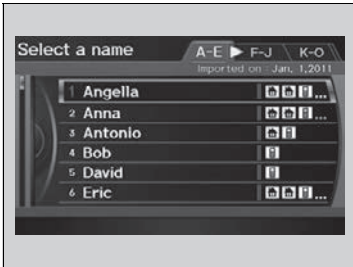 Select a name
A-E F-J K-O
Imported on : Jan, 1,2011
1 Angella ...
2 Anna ...
3 Antonio
4 Bob
5 David
6 Eric ...